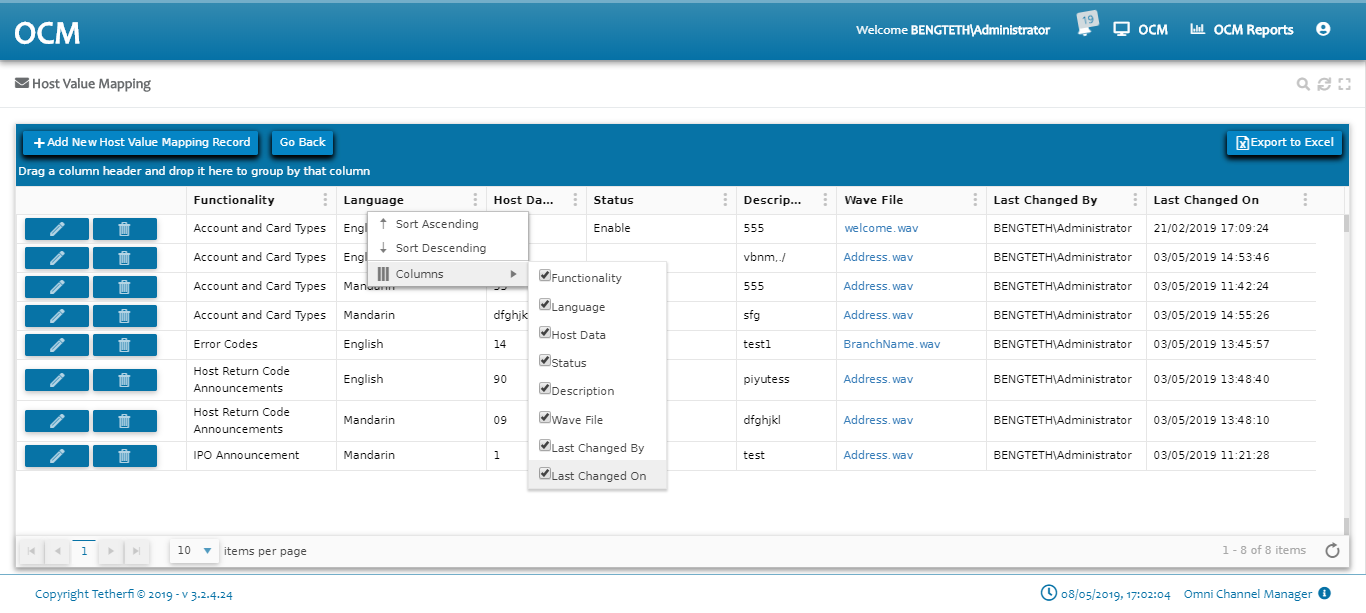 OCM
Welcome BENGTETH\Administrator
19
OCM
OCM Reports
Host Value Mapping
Add New Host Value Mapping Record
Go Back
Export to Excel
Drag a column header and drop it here to group by that column
Functionality Language Host Da... Status Descrip... Wave File Last Changed By Last Changed On
Account and Card Types Enable 555 welcome.wav BENGTETH\Administrator 21/02/2019 17:09:24
Account and Card Types vbnm,./ Address.wav BENGTETH\Administrator 03/05/2019 14:53:46
Account and Card Types Mandarin 555 Address.wav BENGTETH\Administrator 03/05/2019 11:42:24
Account and Card Types Mandarin dfghjk sfg Address.wav BENGTETH\Administrator 03/05/2019 14:55:26
Error Codes English 14 test1 BranchName.wav BENGTETH\Administrator 03/05/2019 13:45:57
Host Return Code
Announcements English 90 piyutess Address.wav BENGTETH\Administrator 03/05/2019 13:48:40
Host Return Code
Announcements Mandarin 09 dfghjkl Address.wav BENGTETH\Administrator 03/05/2019 13:48:10
IPO Announcement Mandarin 1 test Address.wav BENGTETH\Administrator 03/05/2019 11:21:28
Sort Ascending
Sort Descending
Columns
Functionality
Language
Host Data
Status
Description
Wave File
Last Changed By
Last Changed On
1
10
items per page
1 - 8 of 8 items
Copyright Tetherfi © 2019 - v 3.2.4.24
08/05/2019, 17:02:04
Omni Channel Manager